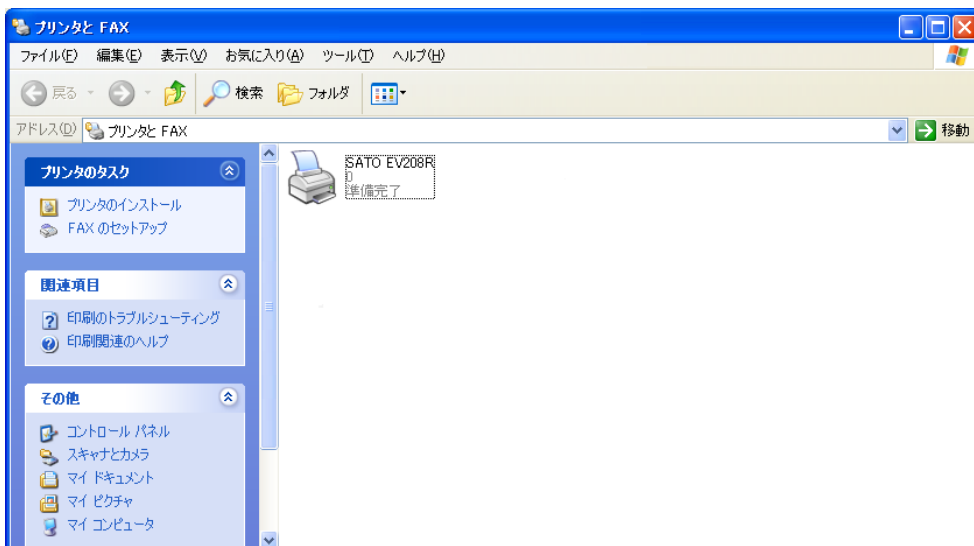 プリンタと FAX
ファイル(F) 編集(E) 表示(V) お気に入り(A) ツール(T) ヘルプ(H)
戻る 検索 フォルダ
アドレス(D) プリンタと FAX 移動
プリンタのタスク
プリンタのインストール
FAX のセットアップ
関連項目
印刷のトラブルシューティング
印刷関連のヘルプ
その他
コントロール パネル
スキャナとカメラ
マイ ドキュメント
マイ ピクチャ
マイ コンピュータ
SATO EV208R
0
準備完了